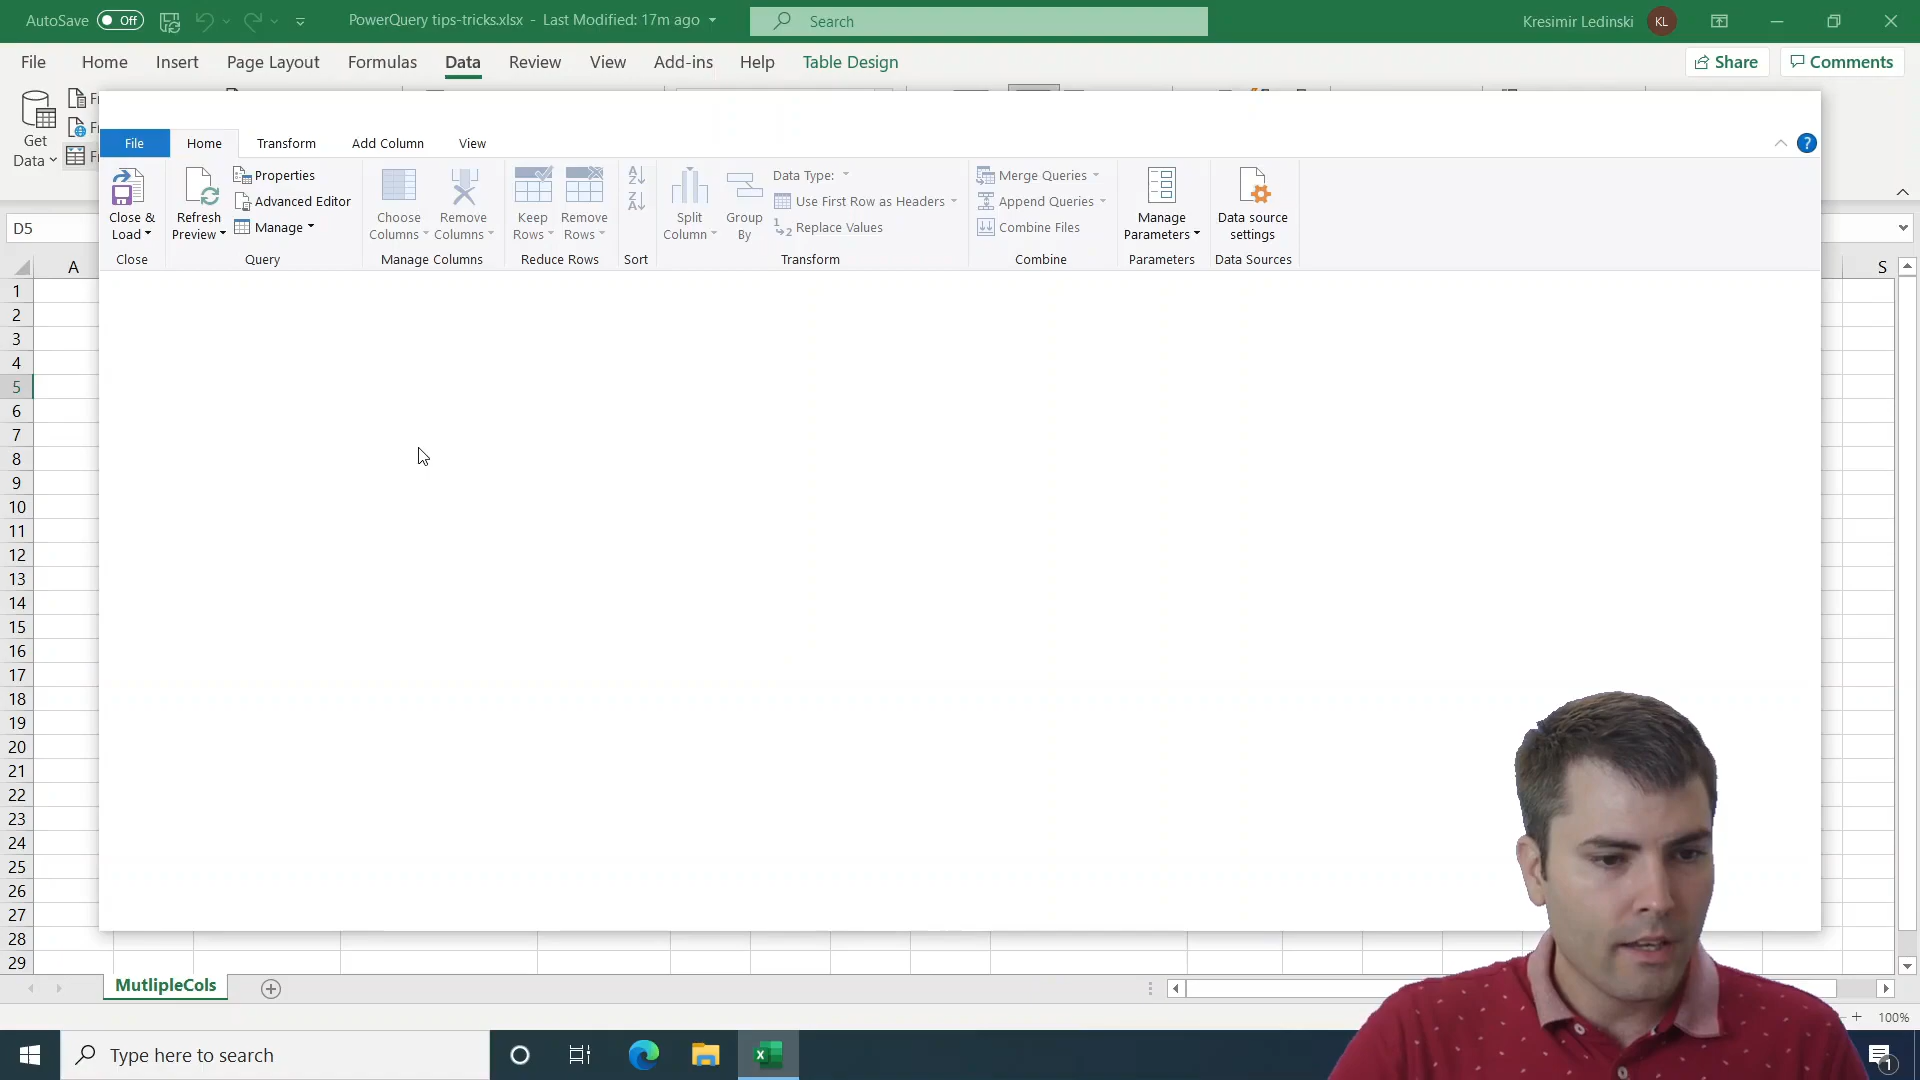 AutoSave Off PowerQuery tips-tricks.xlsx - Last Modified: 17m ago Search Kresimir Ledinski KL
File Home Insert Page Layout Formulas Data Review View Add-ins Help Table Design Share Comments
Get
Data
File Home Transform Add Column View ?
Close &
Load
Close
Refresh
Preview
Properties
Advanced Editor
Manage
Query
Choose
Columns
Remove
Columns
Manage Columns
Keep
Rows
Remove
Rows
Reduce Rows
A
Z
Z
A
Sort
Split
Column
Group
By
Data Type:
1 Use First Row as Headers
1
2 Replace Values
Transform
Merge Queries
Append Queries
Combine Files
Combine
Manage
Parameters
Parameters
Data source
settings
Data Sources
D5
A S
1
2
3
4
5
6
7
8
9
10
11
12
13
14
15
16
17
18
19
20
21
22
23
24
25
26
27
28
29
MutlipleCols
100%
Type here to search
1